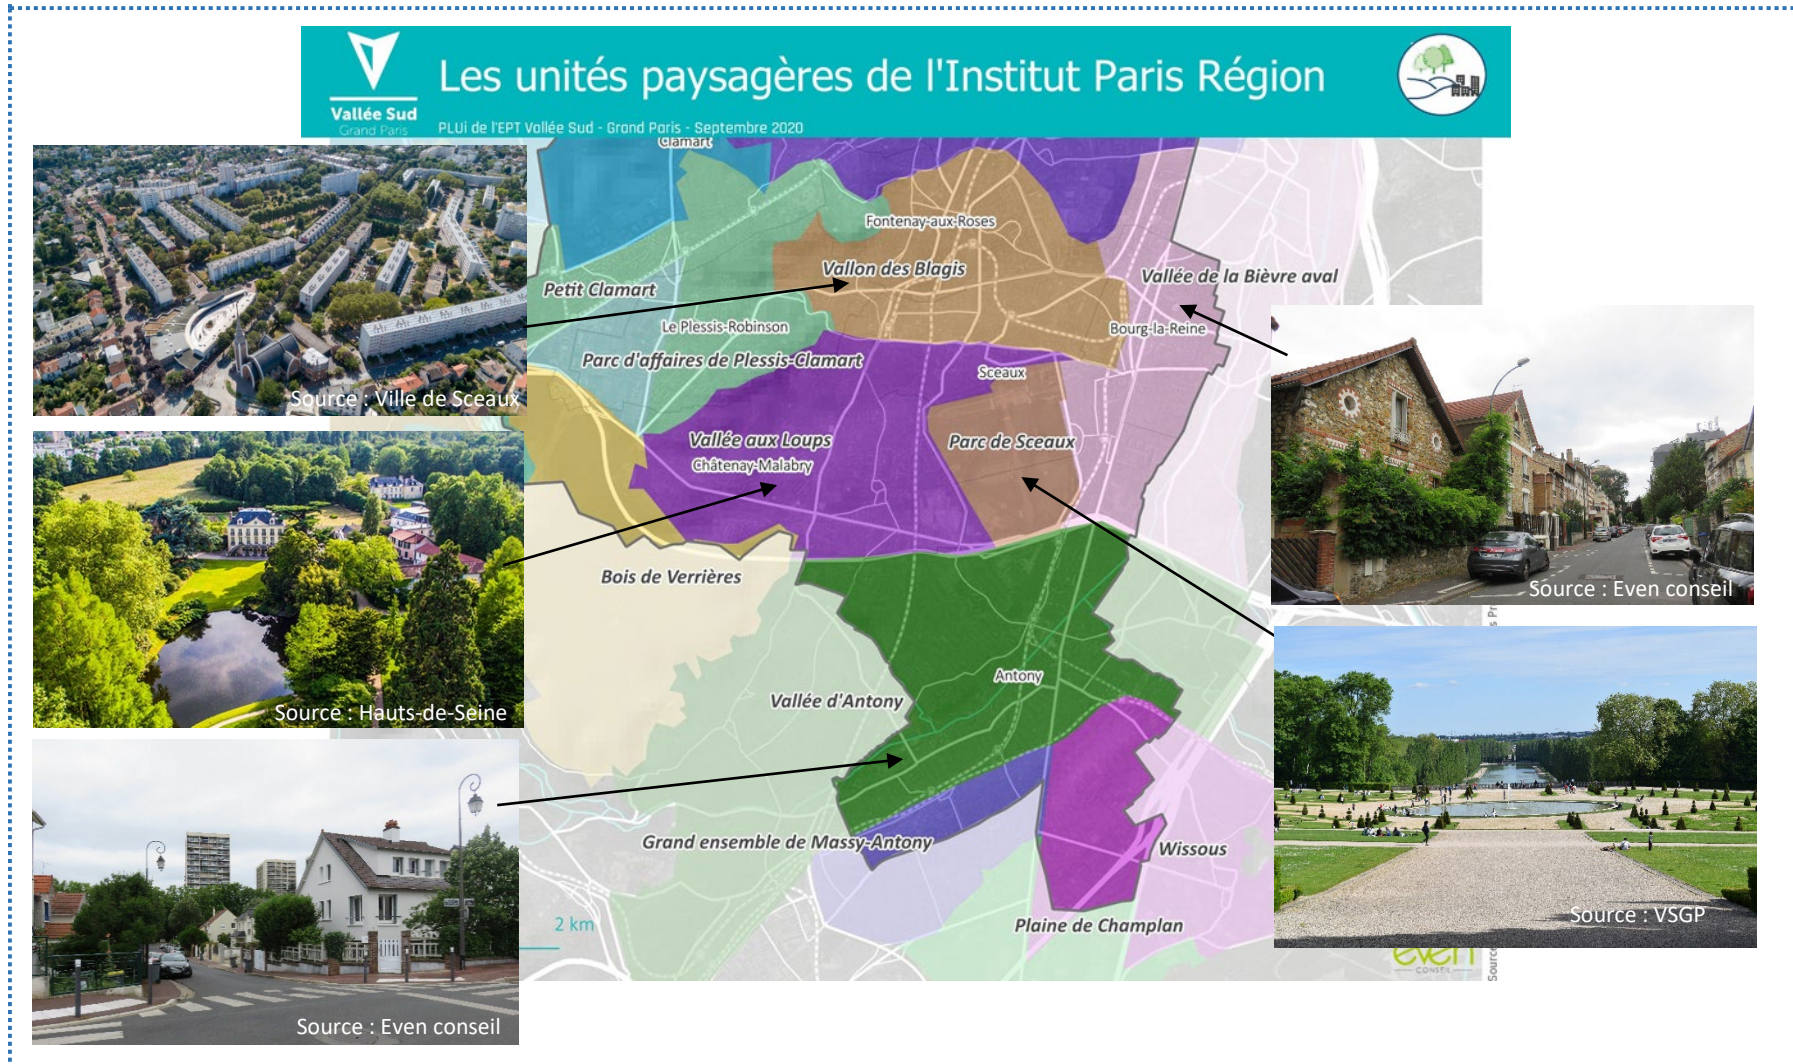 Les unités paysagères de l'Institut Paris Région
Vallée Sud
Grand Paris
PLUi de l'EPT Vallée Sud - Grand Paris - Septembre 2020
Clamart
Fontenay-aux-Roses
Vallon des Blagis
Vallée de la Bièvre aval
Petit Clamart
Le Plessis-Robinson
Bourg-la-Reine
Parc d'affaires de Plessis-Clamart
Sceaux
Source : Ville de Sceaux
Vallée aux Loups
Parc de Sceaux
Châtenay-Malabry
Bois de Verrières
Source : Even conseil
Antony
Vallée d'Antony
Source : Hauts-de-Seine
Grand ensemble de Massy-Antony
Wissous
Source : VSGP
2 km
Plaine de Champlan
even
CONSEIL
Source : Even conseil